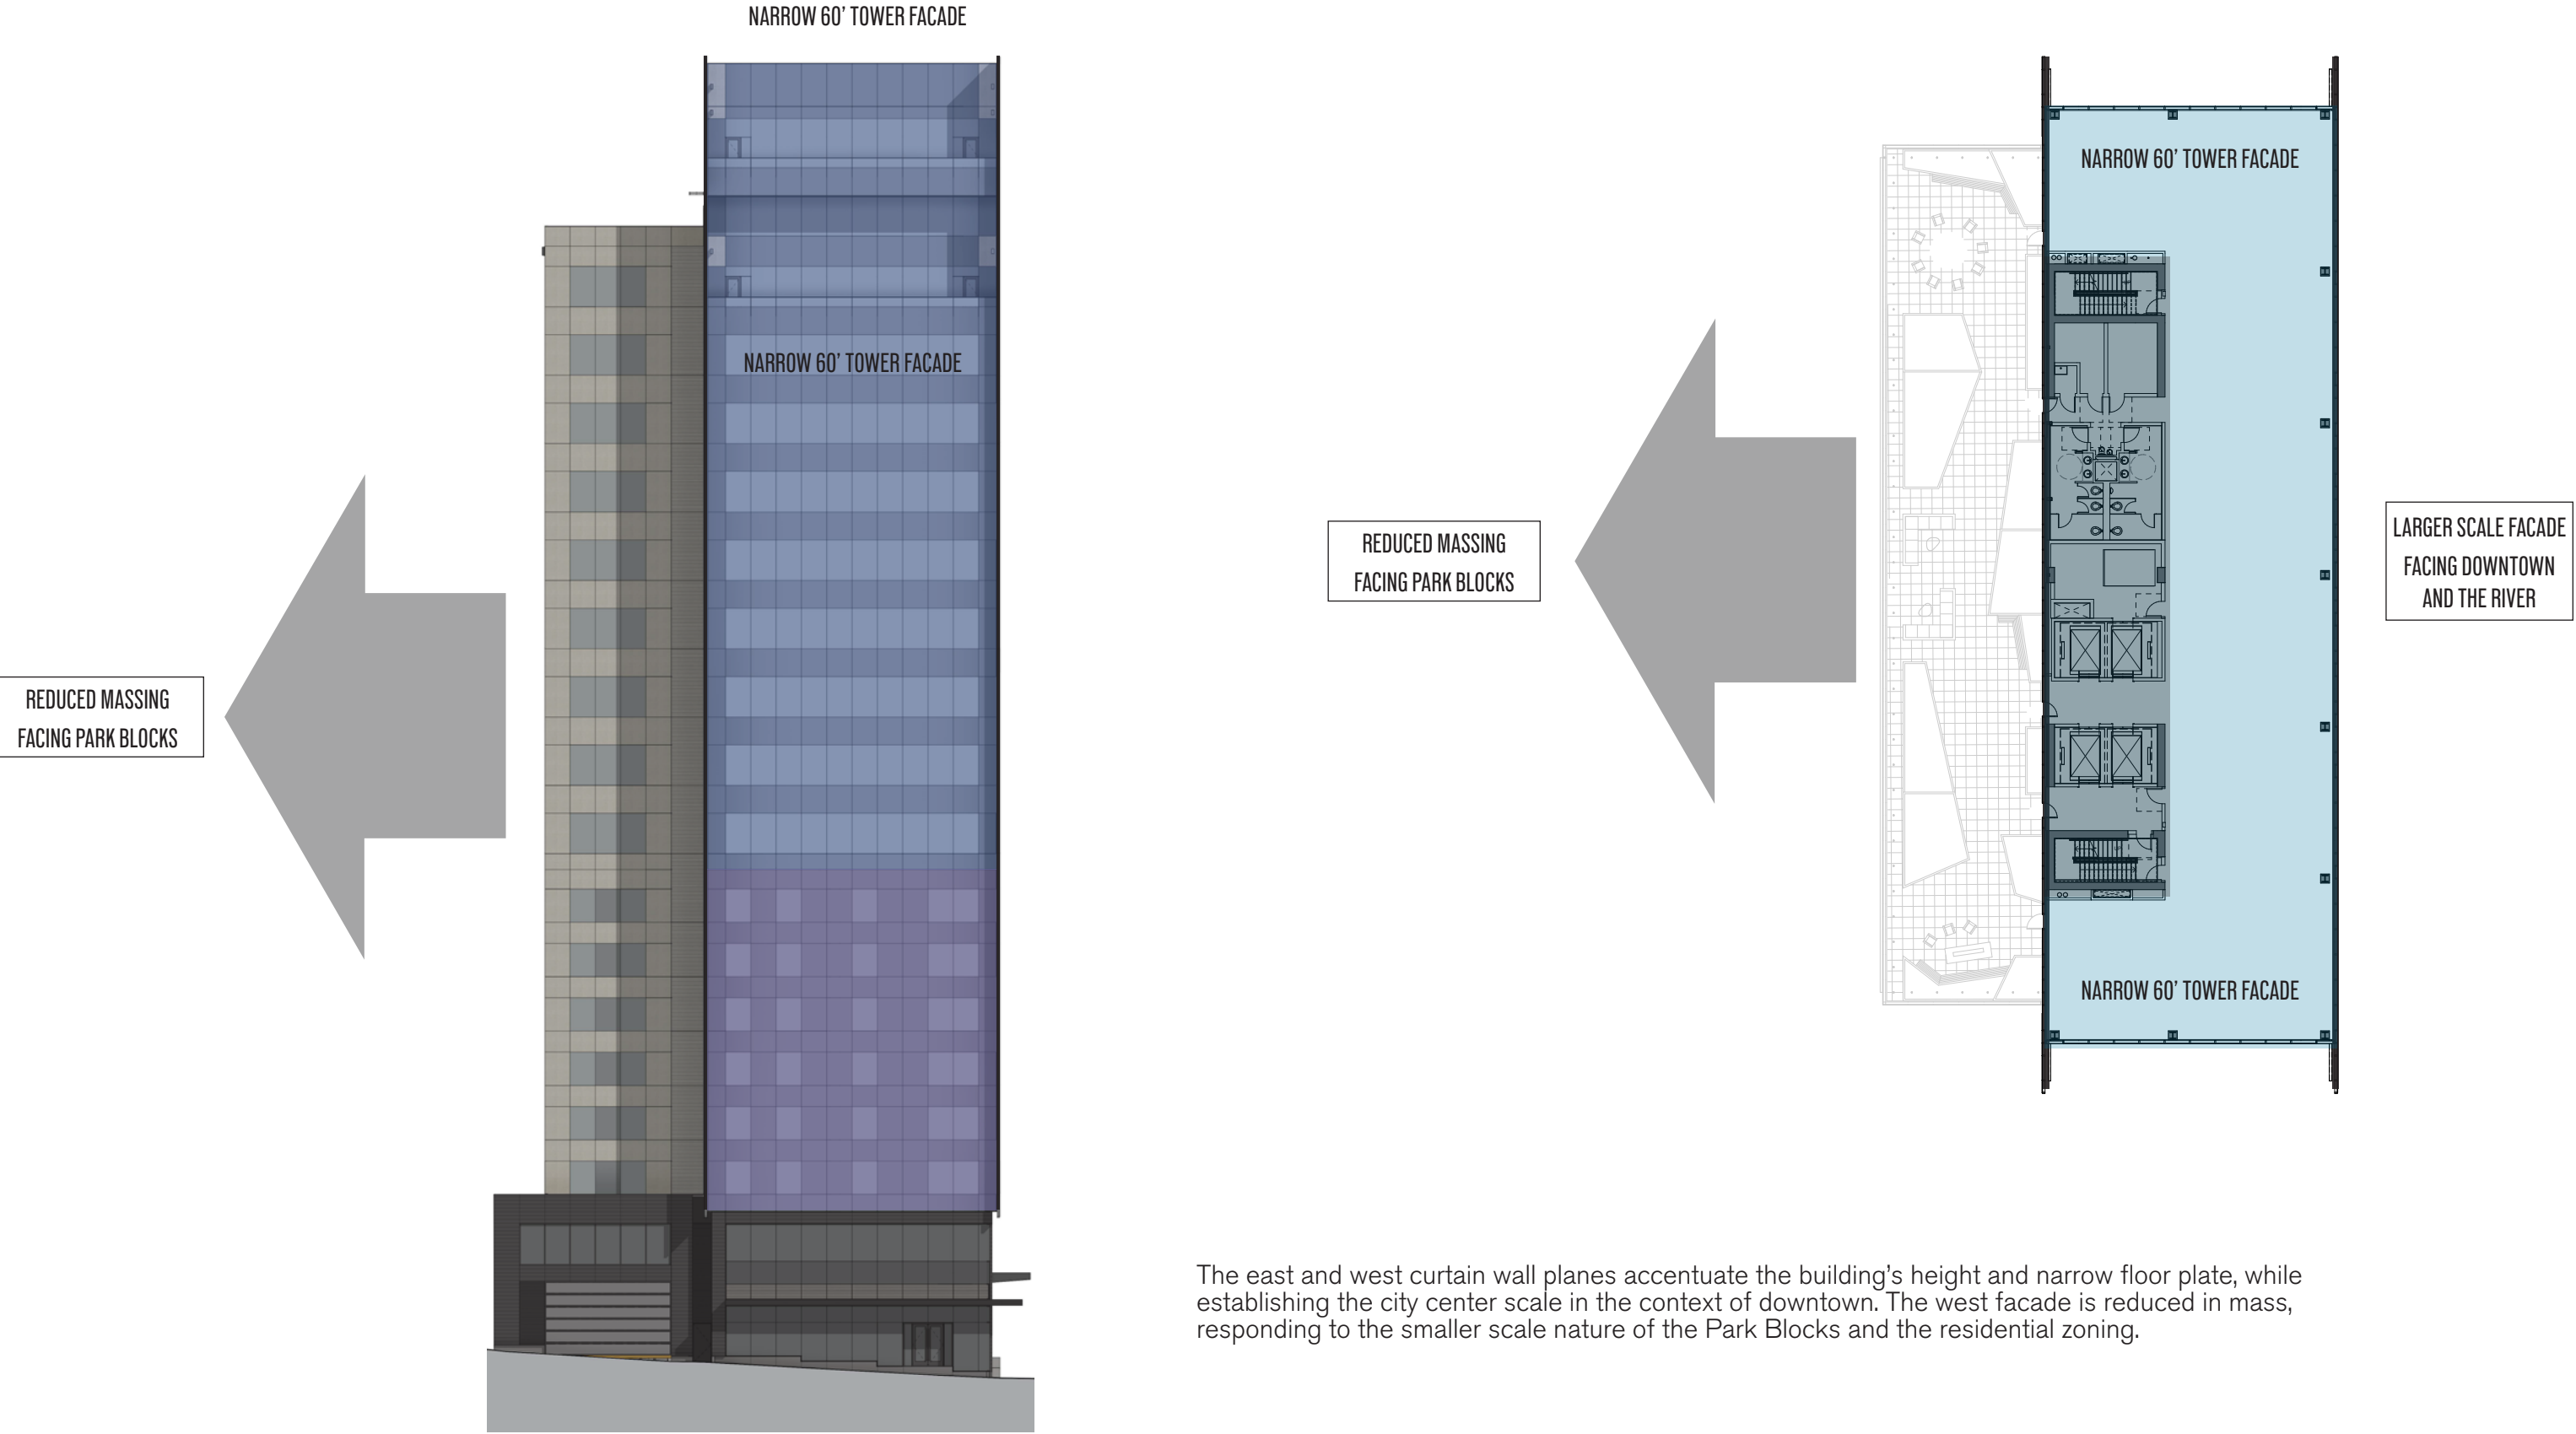 NARROW 60’ TOWER FACADE
NARROW 60’ TOWER FACADE
REDUCED MASSING
FACING PARK BLOCKS
NARROW 60’ TOWER FACADE
REDUCED MASSING
FACING PARK BLOCKS
LARGER SCALE FACADE
FACING DOWNTOWN
AND THE RIVER
NARROW 60’ TOWER FACADE
The east and west curtain wall planes accentuate the building’s height and narrow floor plate, while
establishing the city center scale in the context of downtown. The west facade is reduced in mass,
responding to the smaller scale nature of the Park Blocks and the residential zoning.